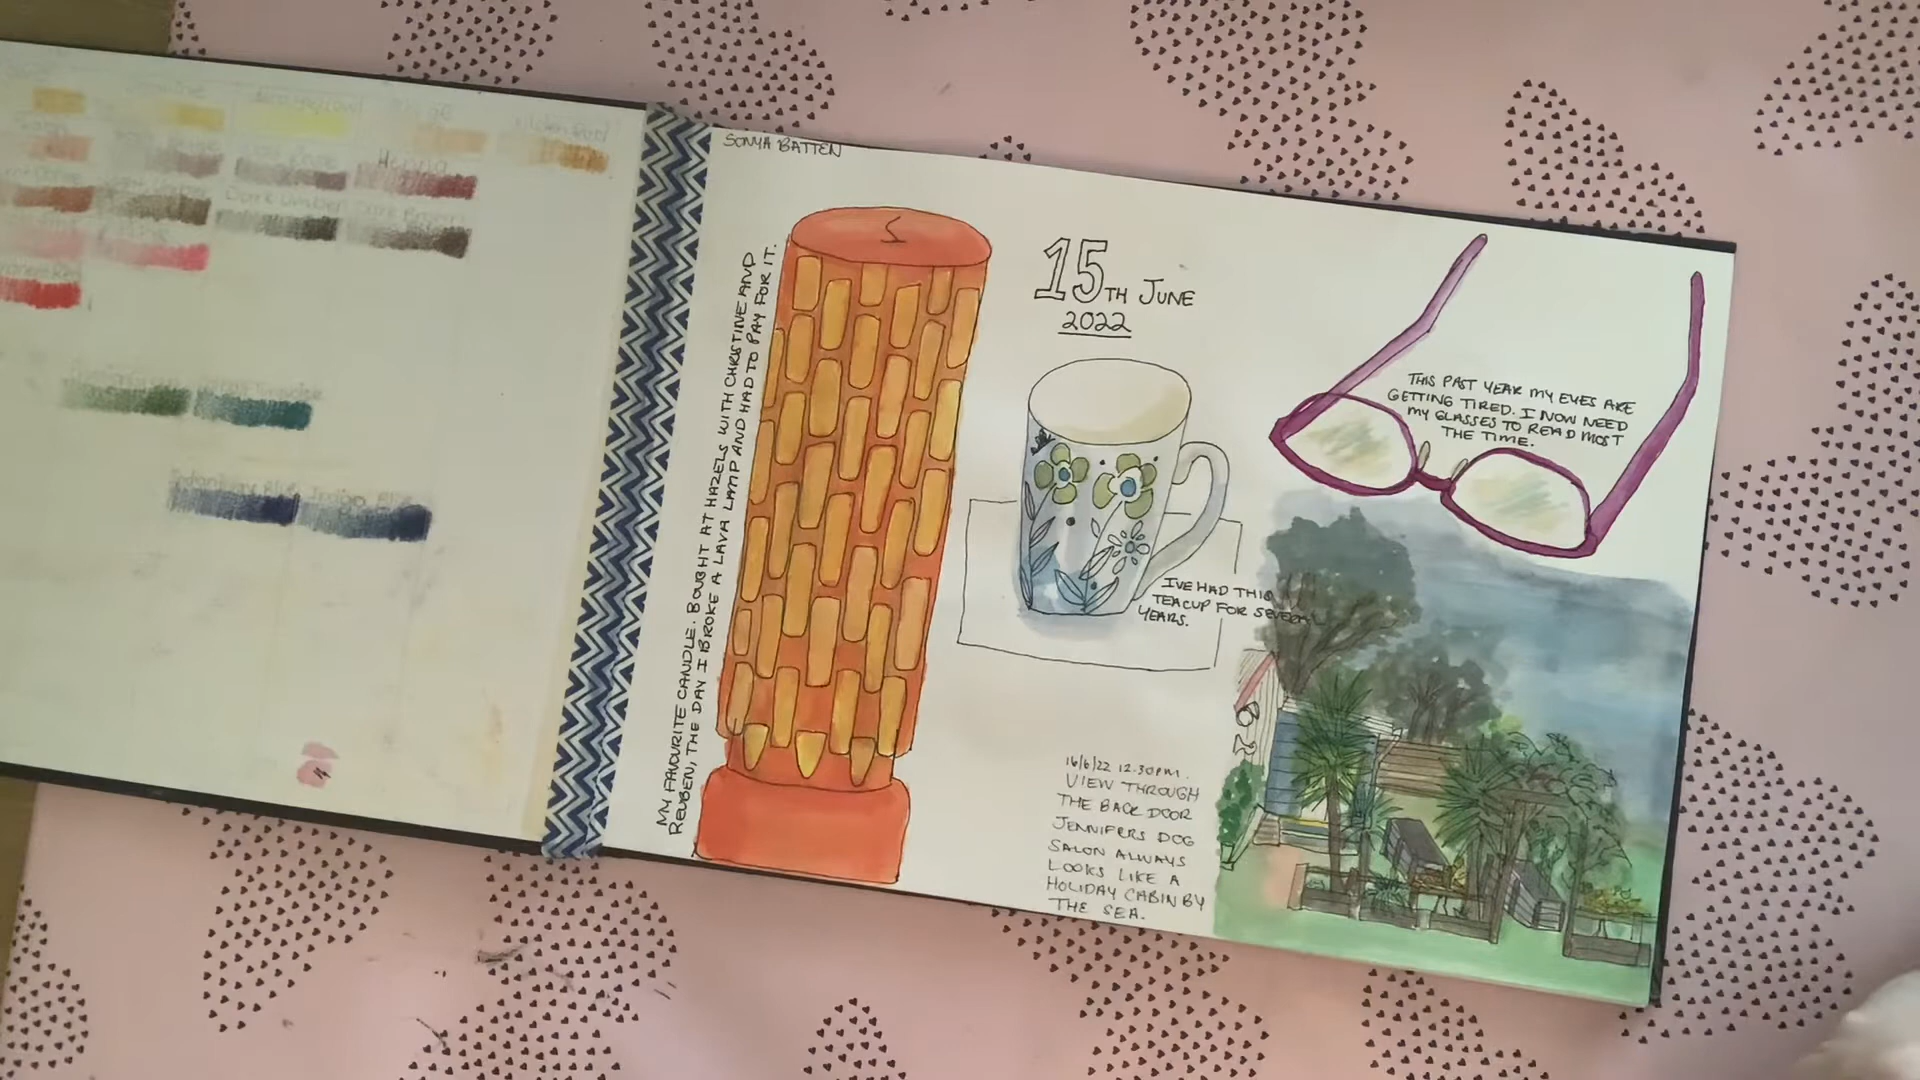 Henna
Dark Umber
Indigo Blue
SONYA BATTEN
MY FAVOURITE CANDLE. BOUGHT AT HAZELS WITH CHRISTINE AND
REUBEN, THE DAY I BROKE A LAVA LAMP AND HAD TO PAY FOR IT.
15TH JUNE
2022
THIS PAST YEAR MY EYES ARE
GETTING TIRED. I NOW NEED
MY GLASSES TO READ MOST
THE TIME.
I'VE HAD THIS
TEACUP FOR SEVERAL
YEARS.
16/6/22 12.30PM.
VIEW THROUGH
THE BACK DOOR
JENNIFERS DOG
SALON ALWAYS
LOOKS LIKE A
HOLIDAY CABIN BY
THE SEA.